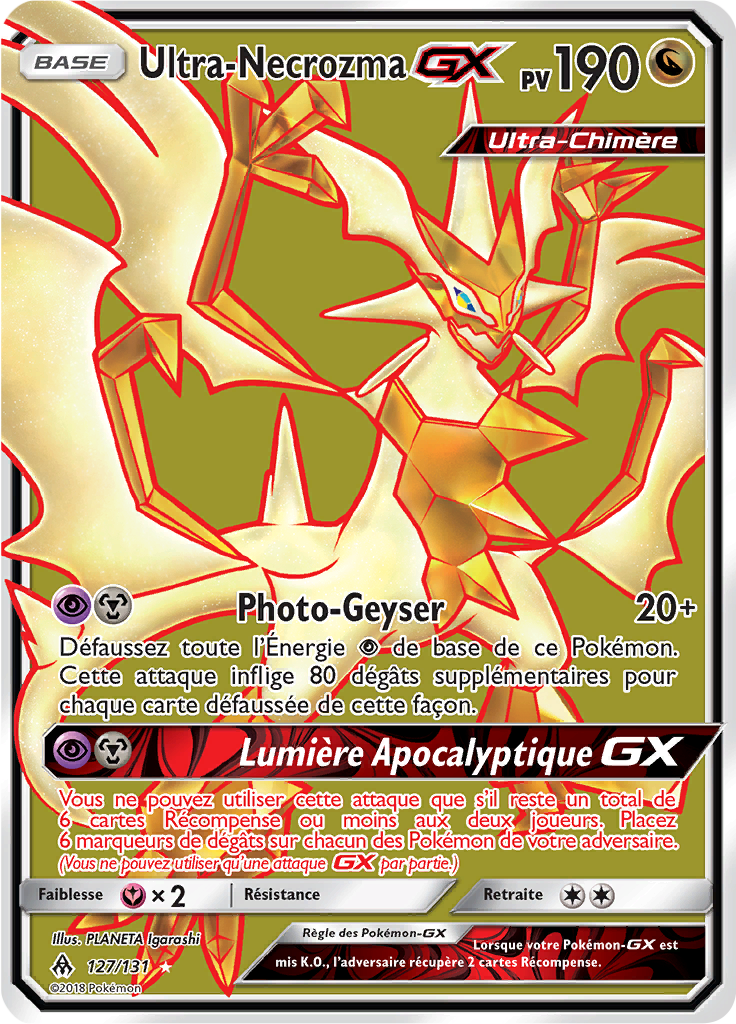 BASE
Ultra-Necrozma GX PV 190
Ultra-Chimère
Photo-Geyser 20+
Défaussez toute l'Énergie de base de ce Pokémon.
Cette attaque inflige 80 dégâts supplémentaires pour
chaque carte défaussée de cette façon.
Lumière Apocalyptique GX
Vous ne pouvez utiliser cette attaque que s'il reste un total de
6 cartes Récompense ou moins aux deux joueurs. Placez
6 marqueurs de dégâts sur chacun des Pokémon de votre adversaire.
(Vous ne pouvez utiliser qu'une attaque GX par partie.)
Faiblesse ×2 Résistance Retraite
Illus. PLANETA Igarashi
127/131
©2018 Pokémon
Règle des Pokémon-GX
Lorsque votre Pokémon-GX est
mis K.O., l'adversaire récupère 2 cartes Récompense.